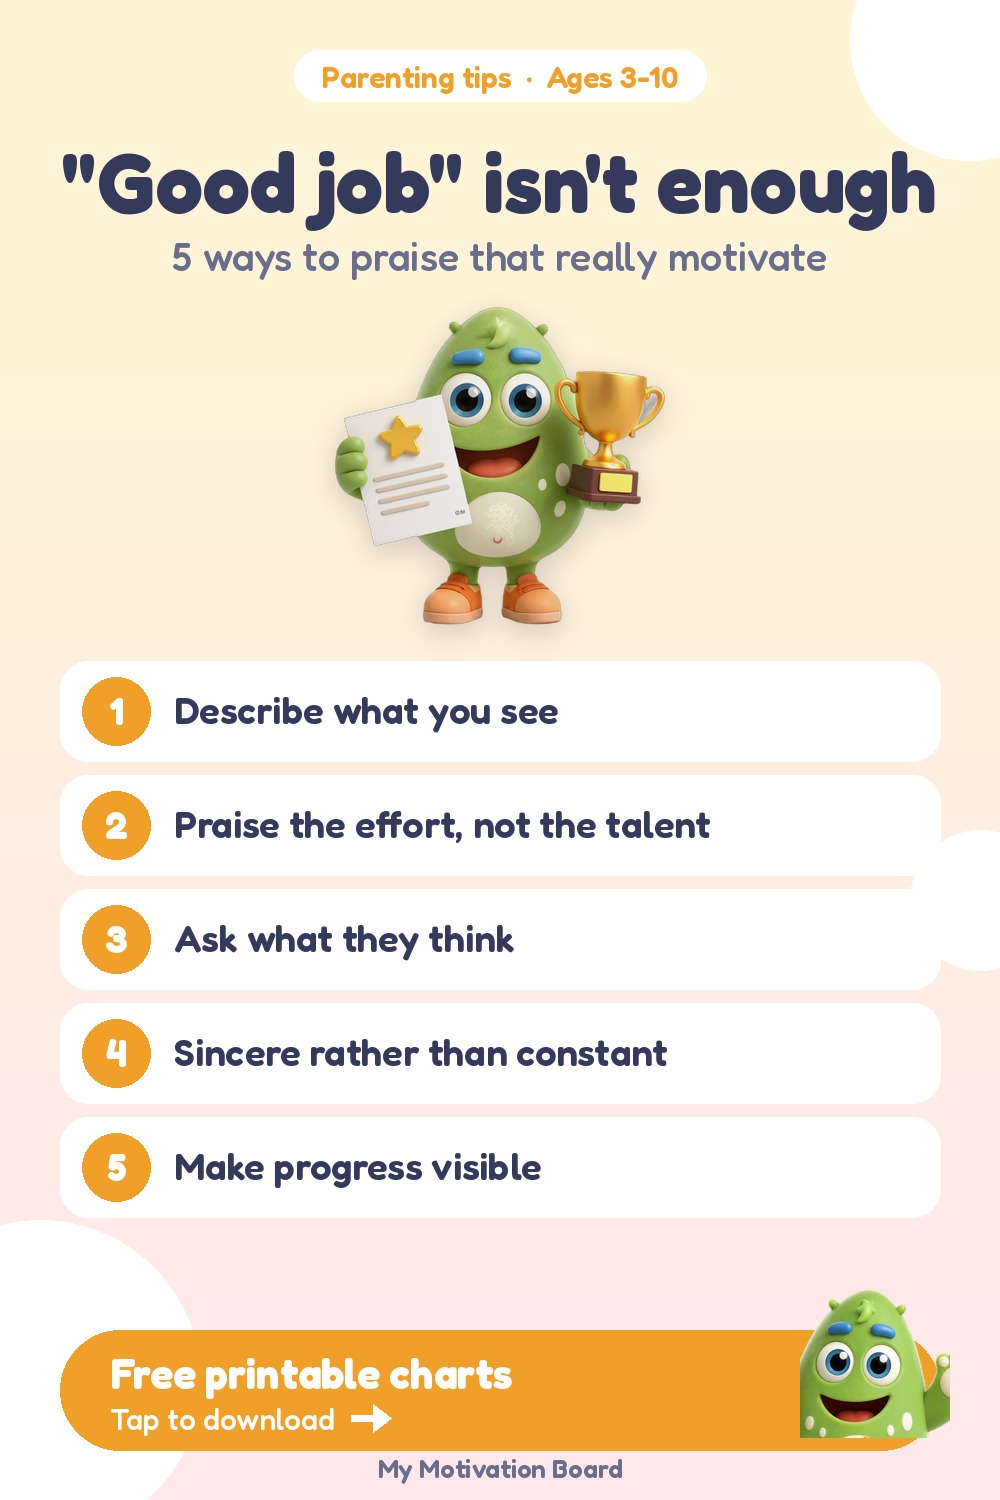 Parenting tips · Ages 3-10
"Good job" isn't enough
5 ways to praise that really motivate
1 Describe what you see
2 Praise the effort, not the talent
3 Ask what they think
4 Sincere rather than constant
5 Make progress visible
Free printable charts
Tap to download
My Motivation Board